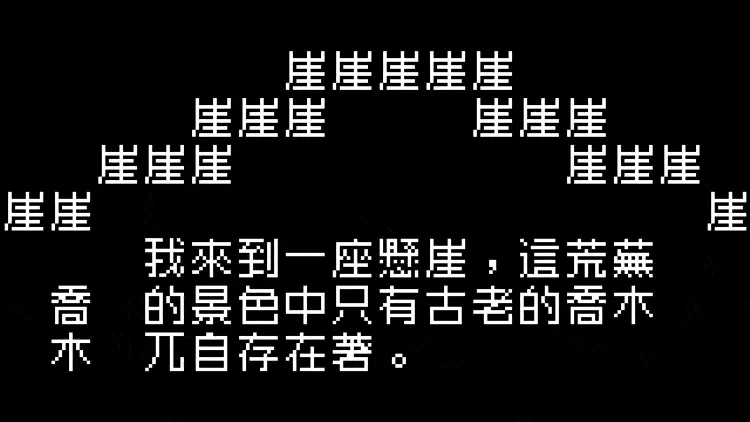 崖崖崖崖崖
崖崖崖 崖崖崖
崖崖崖 崖崖崖
崖崖 崖
我來到一座懸崖，這荒蕪
喬 的景色中只有古老的喬木
木 兀自存在著。